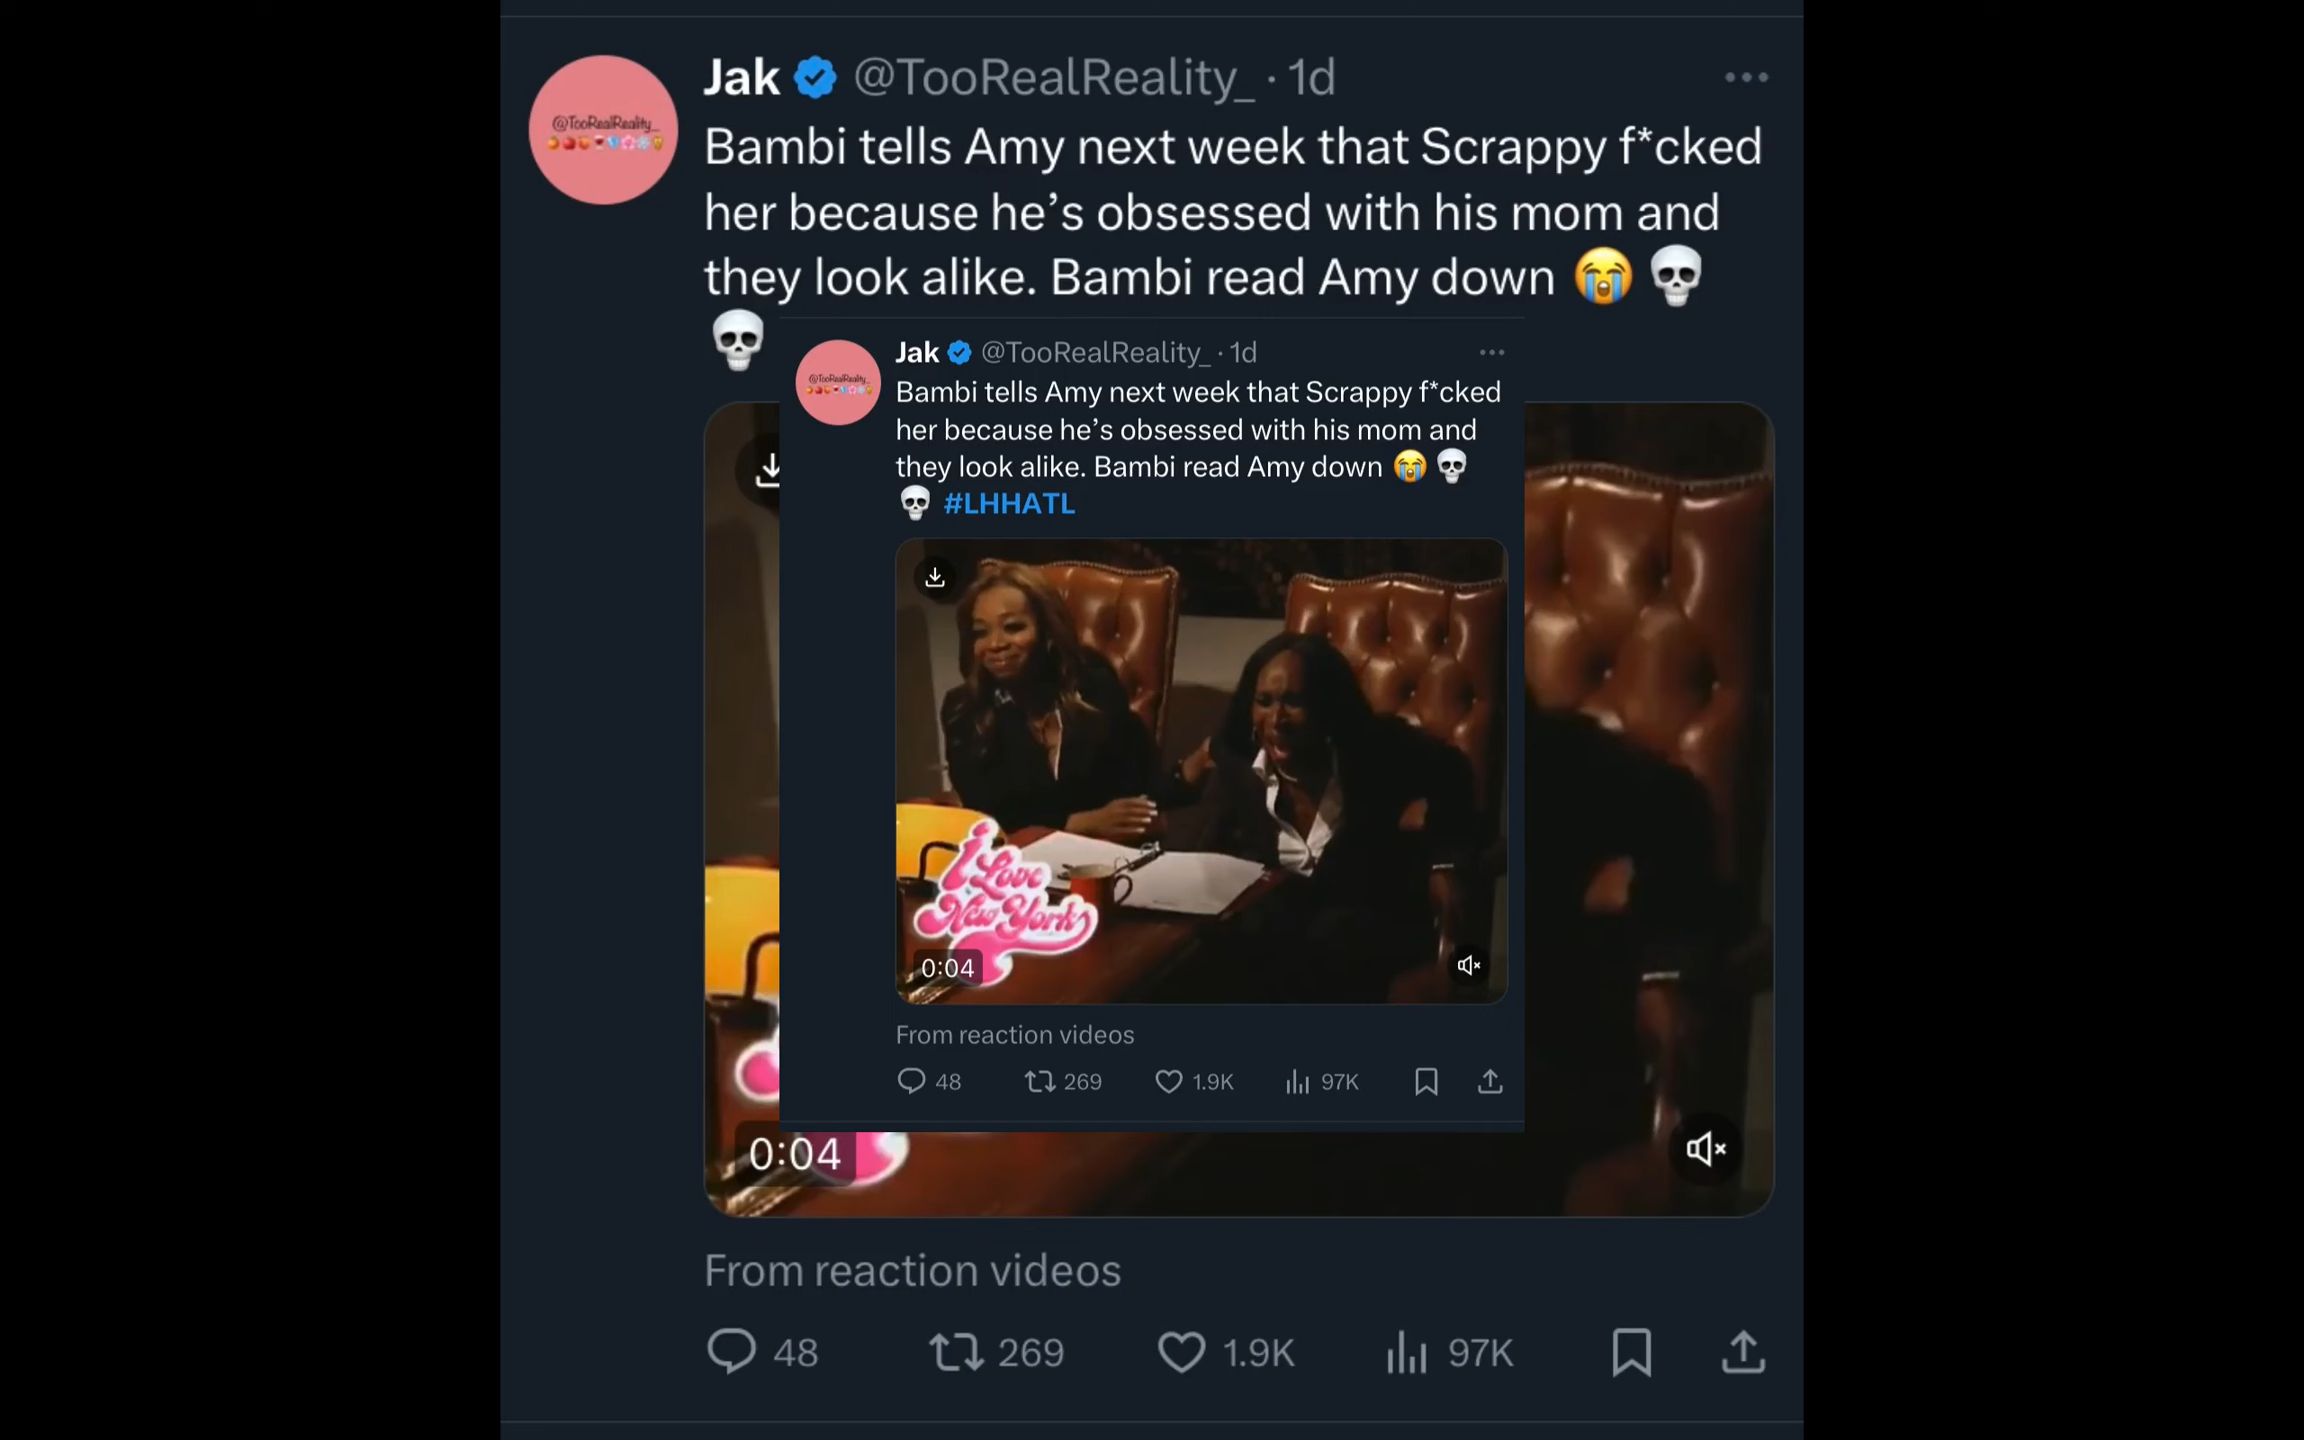 Jak @TooRealReality_ · 1d
@TooRealReality_
Bambi tells Amy next week that Scrappy f*cked
her because he’s obsessed with his mom and
they look alike. Bambi read Amy down 😭💀
💀
Jak @TooRealReality_ · 1d
@TooRealReality_
Bambi tells Amy next week that Scrappy f*cked
her because he’s obsessed with his mom and
they look alike. Bambi read Amy down 😭💀
💀 #LHHATL
I Love
New York
0:04
From reaction videos
48 269 1.9K 97K
0:04
From reaction videos
48 269 1.9K 97K